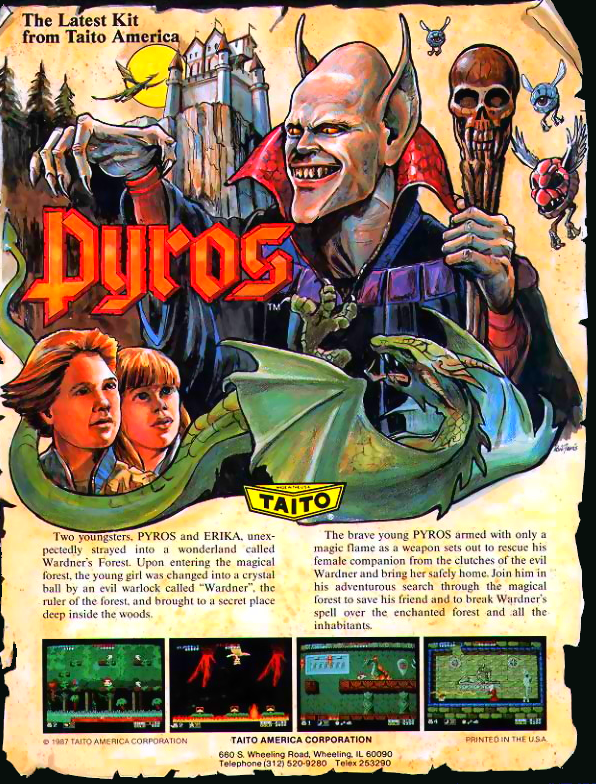 The Latest Kit
from Taito America
Pyros
TM
MADE IN THE U.S.A.
TAITO
®
Two youngsters, PYROS and ERIKA, unex-
pectedly strayed into a wonderland called
Wardner's Forest. Upon entering the magical
forest, the young girl was changed into a crystal
ball by an evil warlock called "Wardner", the
ruler of the forest, and brought to a secret place
deep inside the woods.
The brave young PYROS armed with only a
magic flame as a weapon sets out to rescue his
female companion from the clutches of the evil
Wardner and bring her safely home. Join him in
his adventurous search through the magical
forest to save his friend and to break Wardner's
spell over the enchanted forest and all the
inhabitants.
© 1987 TAITO AMERICA CORPORATION
TAITO AMERICA CORPORATION
PRINTED IN THE U.S.A.
660 S. Wheeling Road, Wheeling, IL 60090
Telephone (312) 520-9280 Telex 253290